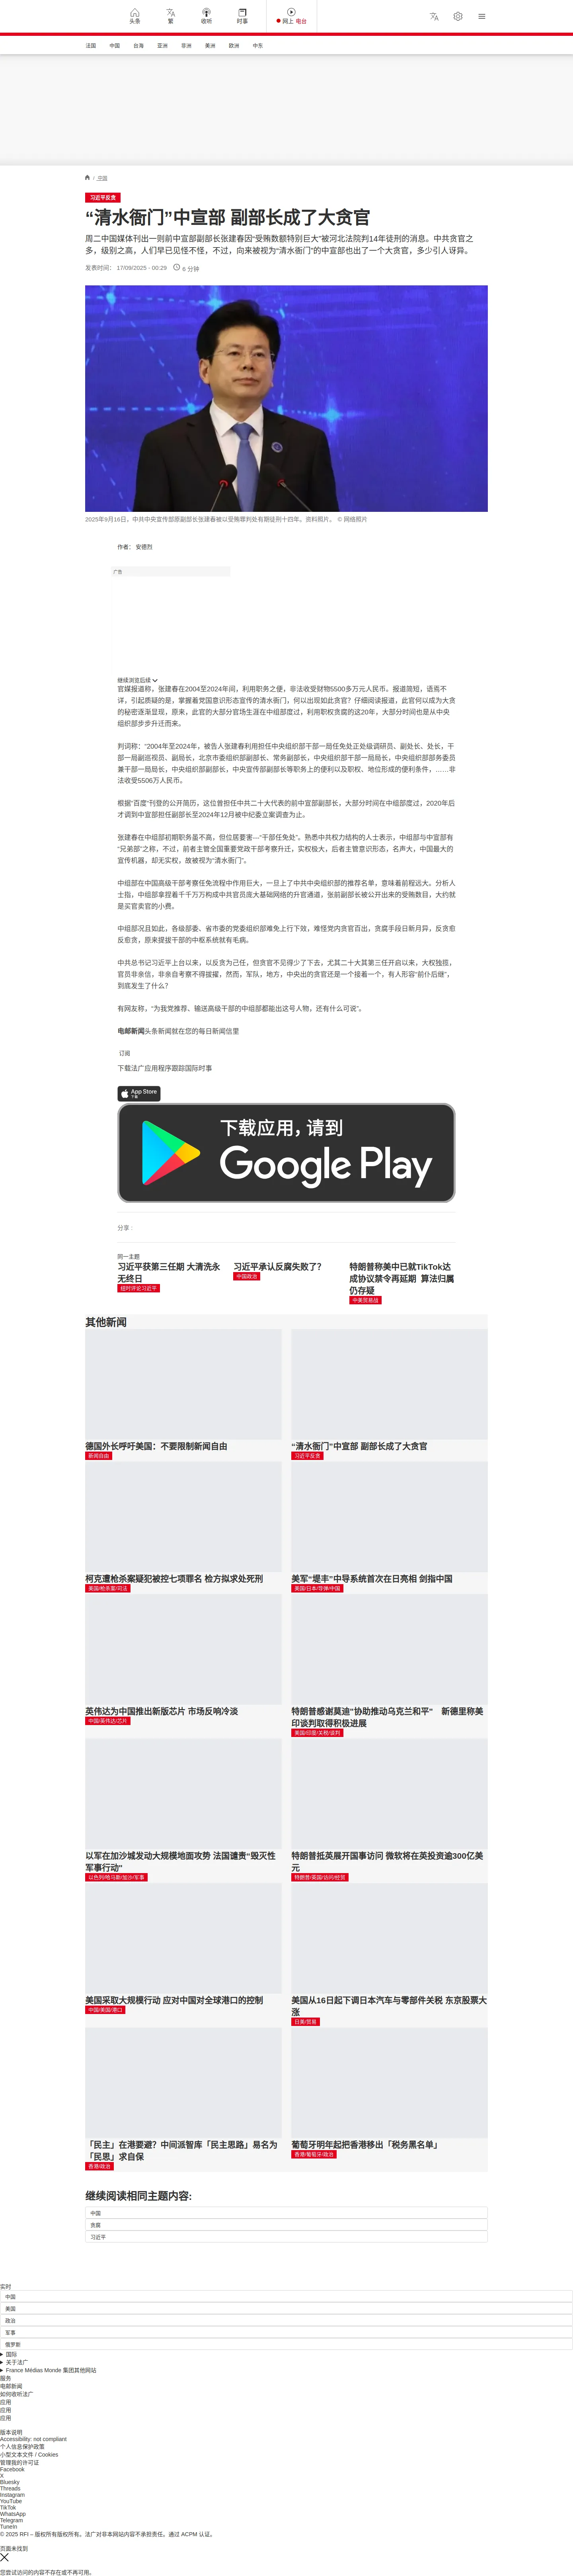 头条
繁
收听
时事
网上 电台
法国 中国 台海 亚洲 非洲 美洲 欧洲 中东
/ 中国
习近平反贪
“清水衙门”中宣部 副部长成了大贪官
周二中国媒体刊出一则前中宣部副部长张建春因“受贿数额特别巨大”被河北法院判14年徒刑的消息。中共贪官之
多，级别之高，人们早已见怪不怪，不过，向来被视为“清水衙门”的中宣部也出了一个大贪官，多少引人讶异。
发表时间： 17/09/2025 - 00:29 6 分钟
2025年9月16日，中共中央宣传部原副部长张建春被以受贿罪判处有期徒刑十四年。资料照片。 © 网络照片
作者： 安德烈
广告
继续浏览后续
官媒报道称，张建春在2004至2024年间，利用职务之便，非法收受财物5500多万元人民币。报道简短，语焉不
详，引起质疑的是，掌握着党国意识形态宣传的清水衙门，何以出现如此贪官？仔细阅读报道，此官何以成为大贪
的秘密逐渐显现，原来，此官的大部分官场生涯在中组部度过，利用职权贪腐的这20年，大部分时间也是从中央
组织部步步升迁而来。
判词称：“2004年至2024年，被告人张建春利用担任中央组织部干部一局任免处正处级调研员、副处长、处长，干
部一局副巡视员、副局长，北京市委组织部副部长、常务副部长，中央组织部干部一局局长，中央组织部部务委员
兼干部一局局长，中央组织部副部长，中央宣传部副部长等职务上的便利以及职权、地位形成的便利条件，……非
法收受5506万人民币。
根据“百度”刊登的公开简历，这位曾担任中共二十大代表的前中宣部副部长，大部分时间在中组部度过，2020年后
才调到中宣部担任副部长至2024年12月被中纪委立案调查为止。
张建春在中组部初期职务虽不高，但位居要害---“干部任免处”。熟悉中共权力结构的人士表示，中组部与中宣部有
“兄弟部”之称，不过，前者主管全国重要党政干部考察升迁，实权极大，后者主管意识形态，名声大，中国最大的
宣传机器，却无实权，故被视为“清水衙门”。
中组部在中国高级干部考察任免流程中作用巨大，一旦上了中共中央组织部的推荐名单，意味着前程远大。分析人
士指，中组部拿捏着千千万万构成中共官员庞大基础网络的升官通道，张前副部长被公开出来的受贿数目，大约就
是买官卖官的小费。
中组部况且如此，各级部委、省市委的党委组织部难免上行下效，难怪党内贪官百出，贪腐手段日新月异，反贪愈
反愈贪，原来提拔干部的中枢系统就有毛病。
中共总书记习近平上台以来，以反贪为己任，但贪官不见得少了下去，尤其二十大其第三任开启以来，大权独揽，
官员非亲信，非亲自考察不得拔擢，然而，军队，地方，中央出的贪官还是一个接着一个，有人形容“前仆后继”，
到底发生了什么？
有网友称，“为我党推荐、输送高级干部的中组部都能出这号人物，还有什么可说”。
电邮新闻头条新闻就在您的每日新闻信里
订阅
下载法广应用程序跟踪国际时事
App Store
下载应用，请到
Google Play
分享 :
同一主题
习近平获第三任期 大清洗永
无终日
纽时评论习近平
习近平承认反腐失败了？
中国政治
特朗普称美中已就TikTok达
成协议禁令再延期 算法归属
仍存疑
中美贸易战
其他新闻
德国外长呼吁美国：不要限制新闻自由
新闻自由
“清水衙门”中宣部 副部长成了大贪官
习近平反贪
柯克遭枪杀案疑犯被控七项罪名 检方拟求处死刑
美国/枪杀案/司法
美军“堤丰”中导系统首次在日亮相 剑指中国
美国/日本/导弹/中国
英伟达为中国推出新版芯片 市场反响冷淡
中国/英伟达/芯片
特朗普感谢莫迪"协助推动乌克兰和平" 新德里称美
印谈判取得积极进展
美国/印度/关税/谈判
以军在加沙城发动大规模地面攻势 法国谴责“毁灭性
军事行动”
以色列/哈马斯/加沙/军事
特朗普抵英展开国事访问 微软将在英投资逾300亿美
元
特朗普/英国/访问/经贸
美国采取大规模行动 应对中国对全球港口的控制
中国/美国/港口
美国从16日起下调日本汽车与零部件关税 东京股票大
涨
日美/贸易
「民主」在港要避？中间派智库「民主思路」易名为
「民思」求自保
香港/政治
葡萄牙明年起把香港移出「税务黑名单」
香港/葡萄牙/政治
继续阅读相同主题内容:
中国
贪腐
习近平
实时
中国
美国
政治
军事
俄罗斯
国际
关于法广
France Médias Monde 集团其他网站
服务
电邮新闻
如何收听法广
应用
应用
应用
版本说明
Accessibility: not compliant
个人信息保护政策
小型文本文件 / Cookies
管理我的许可证
Facebook
X
Bluesky
Threads
Instagram
YouTube
TikTok
WhatsApp
Telegram
TuneIn
© 2025 RFI – 版权所有版权所有。法广对非本网站内容不承担责任。通过 ACPM 认证。
页面未找到
您尝试访问的内容不存在或不再可用。